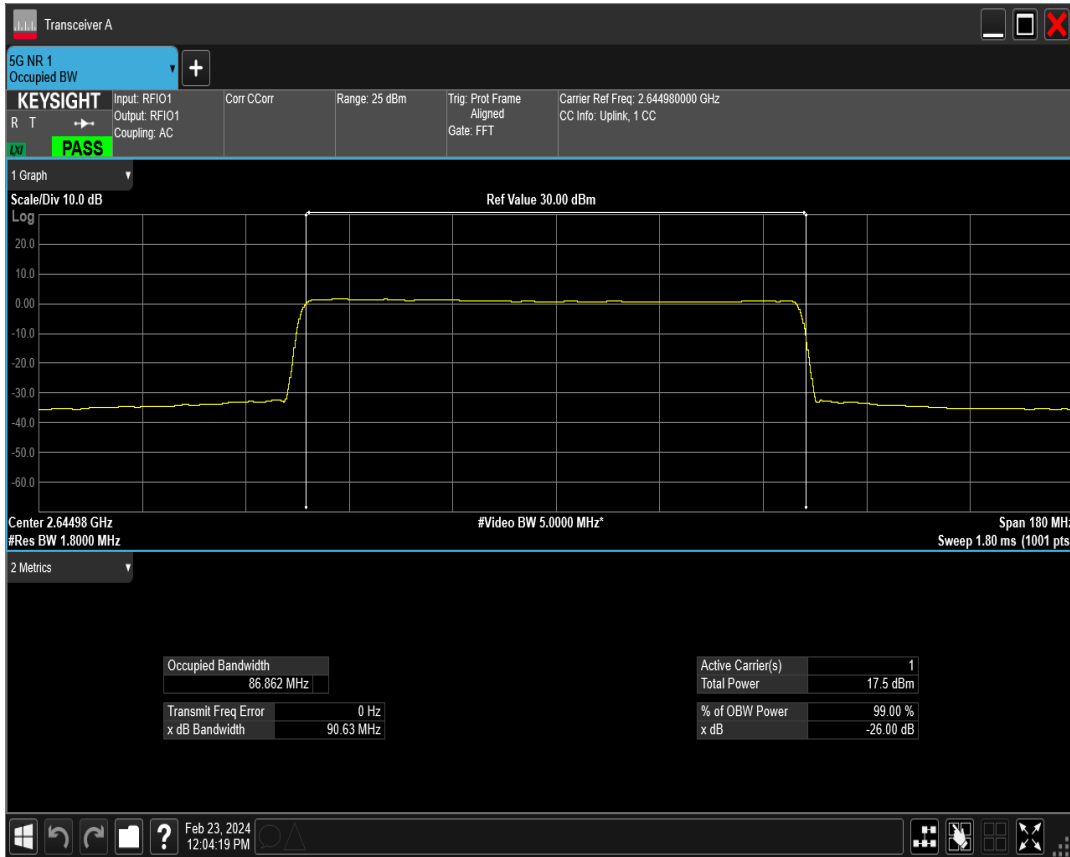 Transceiver A
5G NR 1
Occupied BW
KEYSIGHT
R T
LXI
PASS
Input: RFIO1
Output: RFIO1
Coupling: AC
Corr CCorr
Range: 25 dBm
Trig: Prot Frame
Aligned
Gate: FFT
Carrier Ref Freq: 2.644980000 GHz
CC Info: Uplink, 1 CC
1 Graph
Scale/Div 10.0 dB
Ref Value 30.00 dBm
Log
20.0
10.0
0.00
-10.0
-20.0
-30.0
-40.0
-50.0
-60.0
Center 2.64498 GHz
#Video BW 5.0000 MHz*
Span 180 MHz
#Res BW 1.8000 MHz
Sweep 1.80 ms (1001 pts
2 Metrics
Occupied Bandwidth
86.862 MHz
Transmit Freq Error 0 Hz
x dB Bandwidth 90.63 MHz
Active Carrier(s) 1
Total Power 17.5 dBm
% of OBW Power 99.00 %
x dB -26.00 dB
?
Feb 23, 2024
12:04:19 PM